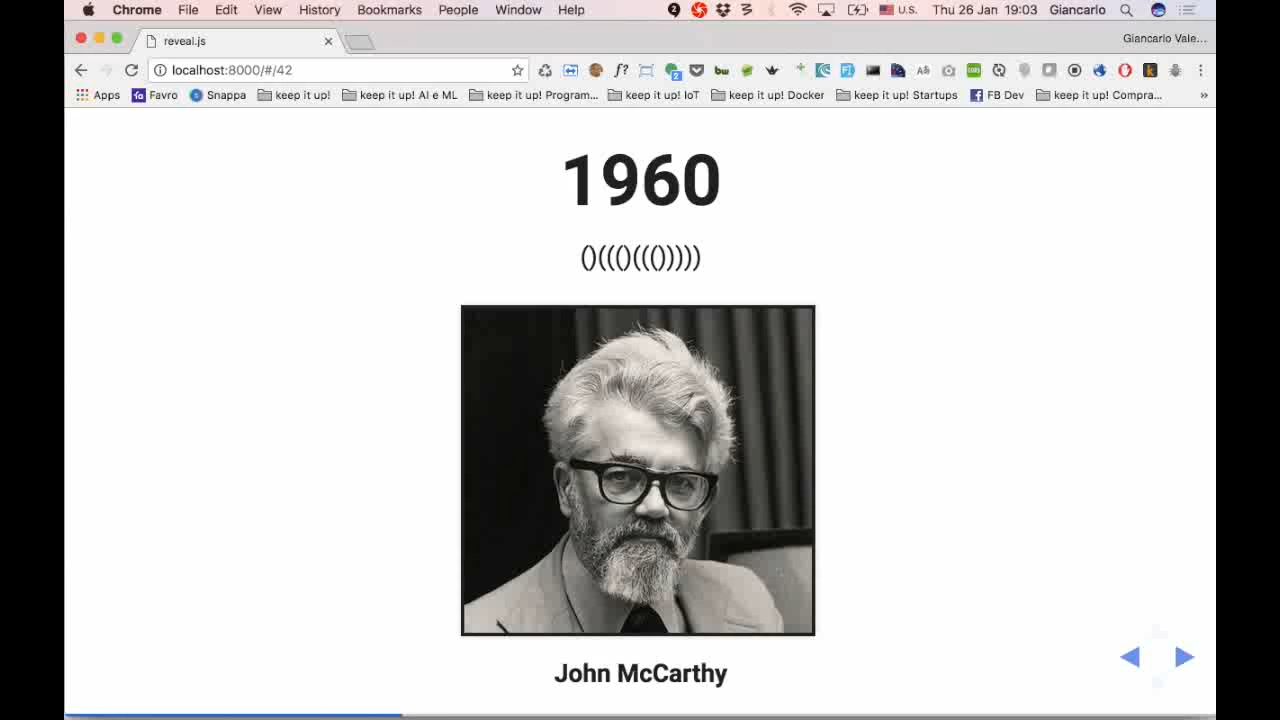 Chrome File Edit View History Bookmarks People Window Help 2 U.S. Thu 26 Jan 19:03 Giancarlo
reveal.js Giancarlo Vale...
localhost:8000/#/42 f? 2 bw
Apps Favro Snappa keep it up! keep it up! AI e ML keep it up! Program... keep it up! IoT keep it up! Docker keep it up! Startups FB Dev keep it up! Compra... »
1960
()((()((()))))
John McCarthy